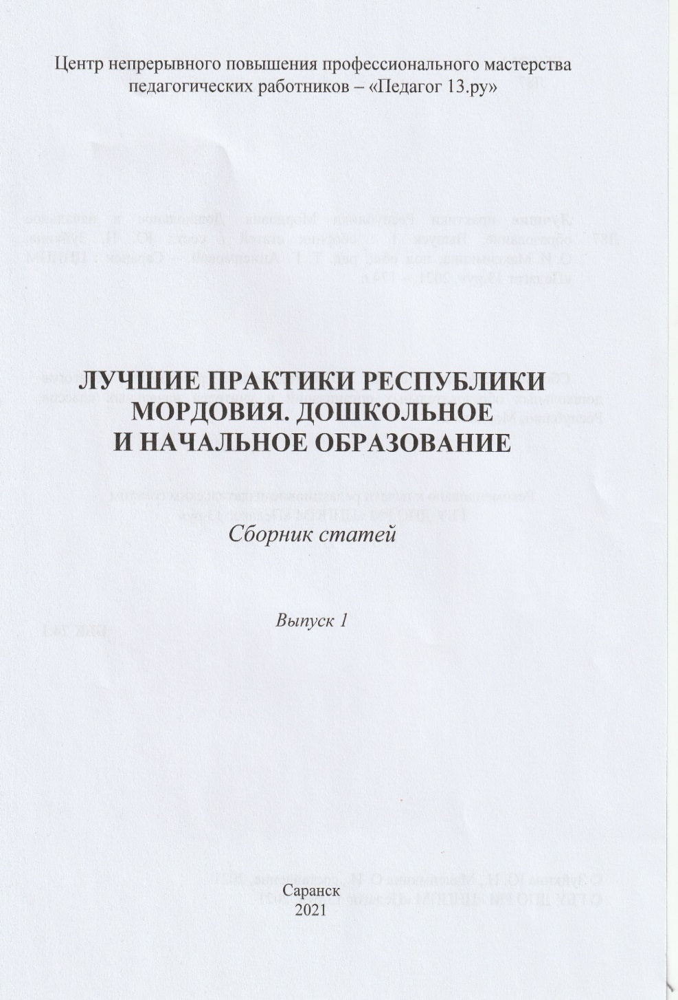 Центр непрерывного повышения профессионального мастерства
педагогических работников – «Педагог 13.ру»
ЛУЧШИЕ ПРАКТИКИ РЕСПУБЛИКИ
МОРДОВИЯ. ДОШКОЛЬНОЕ
И НАЧАЛЬНОЕ ОБРАЗОВАНИЕ
Сборник статей
Выпуск 1
Саранск
2021